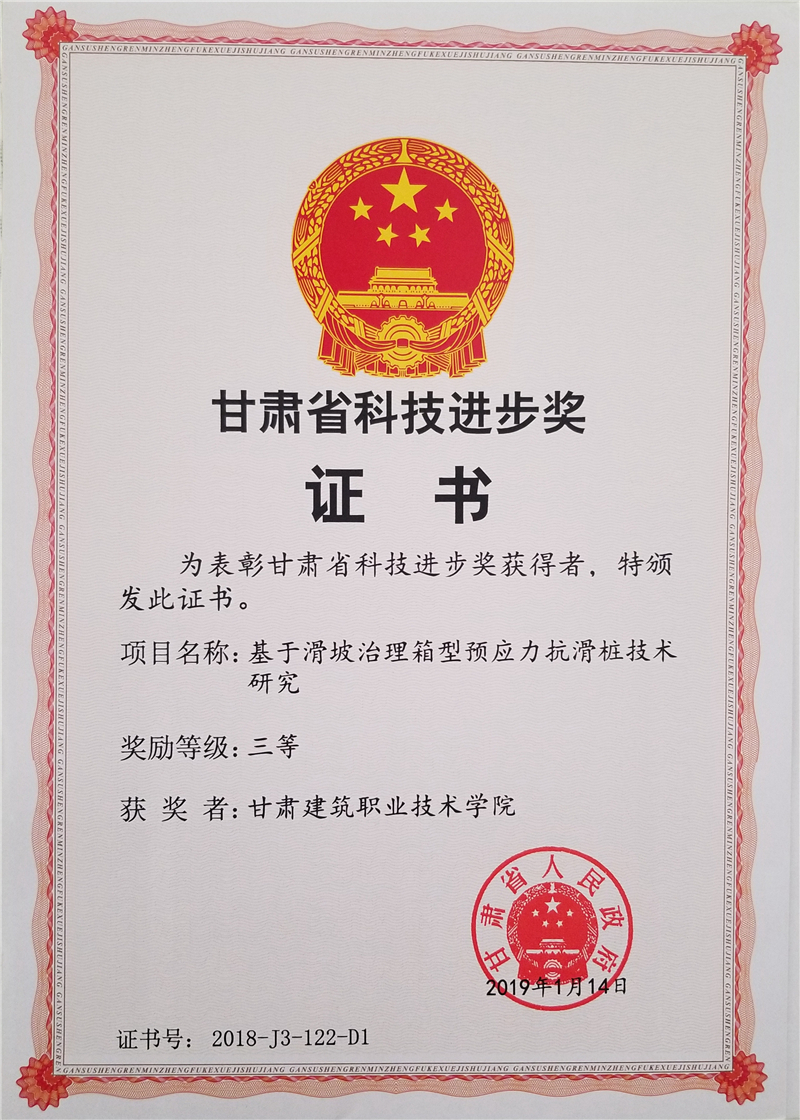 GANSUSHENGRENMINZHENGFUKEXUEJISHUJIANG GANSUSHENGRENMINZHENGFUKEXUEJISHUJIANG GANSUSHENGRENMINZHENGFUKEXUEJISHUJIANG
甘肃省科技进步奖
证 书
为表彰甘肃省科技进步奖获得者，特颁
发此证书。
项目名称：基于滑坡治理箱型预应力抗滑桩技术
研究
奖励等级：三等
获 奖 者：甘肃建筑职业技术学院
甘肃省人民政府
2019年1月14日
证书号： 2018-J3-122-D1